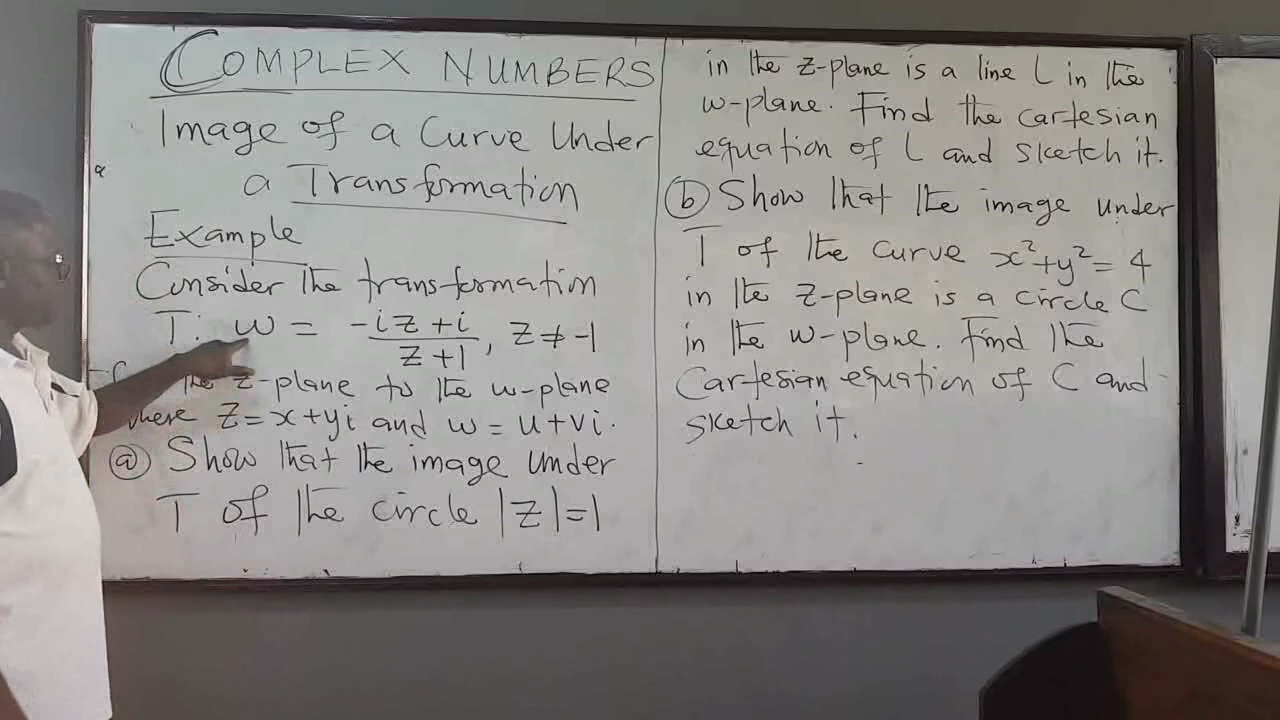 COMPLEX NUMBERS
Image of a Curve Under
a Transformation
Example
Consider the transformation
T: w = -iz+i / z+1, z ≠ -1
the z-plane to the w-plane
where z = x+yi and w = u+vi.
(a) Show that the image under
T of the circle |z|=1
in the z-plane is a line L in the
w-plane. Find the cartesian
equation of L and sketch it.
(b) Show that the image under
T of the curve x²+y²=4
in the z-plane is a circle C
in the w-plane. Find the
Cartesian equation of C and
sketch it.